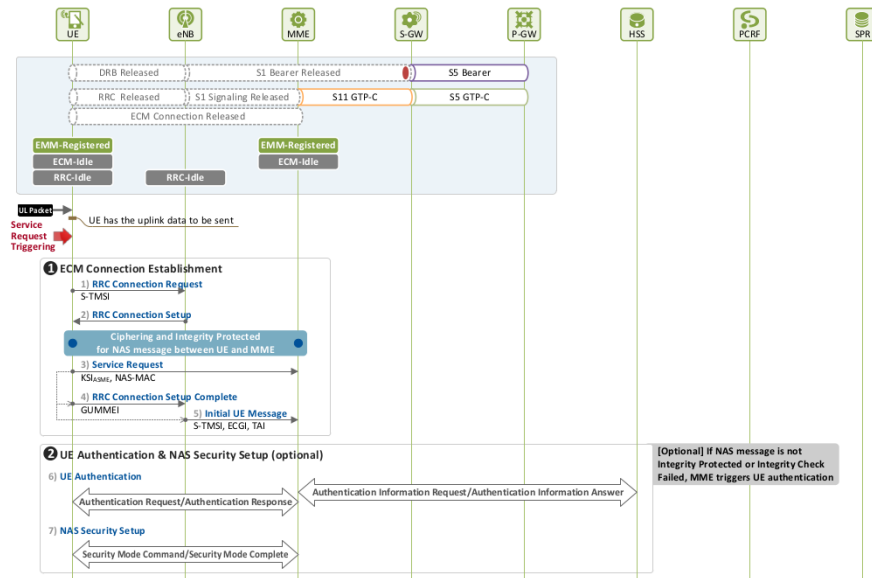 UE
eNB
MME
S-GW
P-GW
HSS
PCRF
SPR
DRB Released
S1 Bearer Released
S5 Bearer
RRC Released
S1 Signaling Released
S11 GTP-C
S5 GTP-C
ECM Connection Released
EMM-Registered
EMM-Registered
ECM-Idle
ECM-Idle
RRC-Idle
RRC-Idle
UL Packet
UE has the uplink data to be sent
Service
Request
Triggering
1 ECM Connection Establishment
1) RRC Connection Request
S-TMSI
2) RRC Connection Setup
Ciphering and Integrity Protected
for NAS message between UE and MME
3) Service Request
KSIASME, NAS-MAC
4) RRC Connection Setup Complete
GUMMEI
5) Initial UE Message
S-TMSI, ECGI, TAI
2 UE Authentication & NAS Security Setup (optional)
[Optional] If NAS message is not
Integrity Protected or Integrity Check
Failed, MME triggers UE authentication
6) UE Authentication
Authentication Information Request/Authentication Information Answer
Authentication Request/Authentication Response
7) NAS Security Setup
Security Mode Command/Security Mode Complete